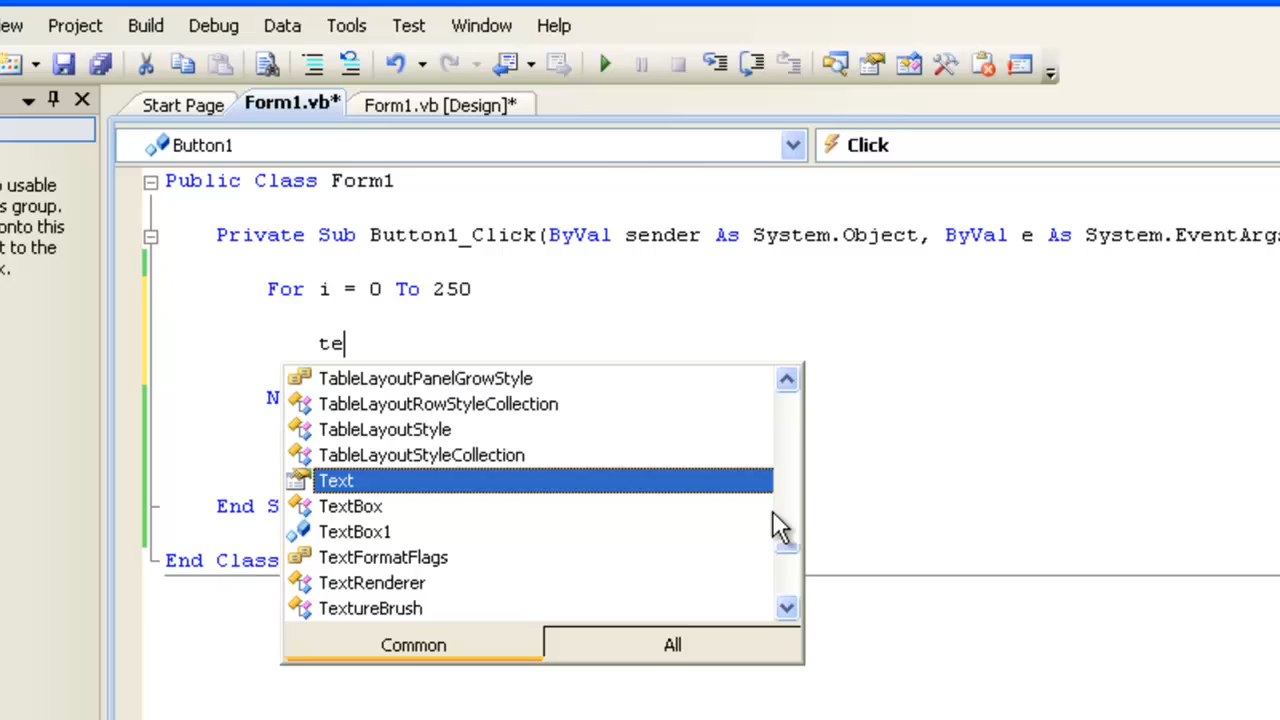 ew Project Build Debug Data Tools Test Window Help
Start Page Form1.vb* Form1.vb [Design]*
Button1 Click
o usable
s group.
onto this
t to the
x.
Public Class Form1
Private Sub Button1_Click(ByVal sender As System.Object, ByVal e As System.EventArgs
For i = 0 To 250
te
N
End S
End Class
TableLayoutPanelGrowStyle
TableLayoutRowStyleCollection
TableLayoutStyle
TableLayoutStyleCollection
Text
TextBox
TextBox1
TextFormatFlags
TextRenderer
TextureBrush
Common All